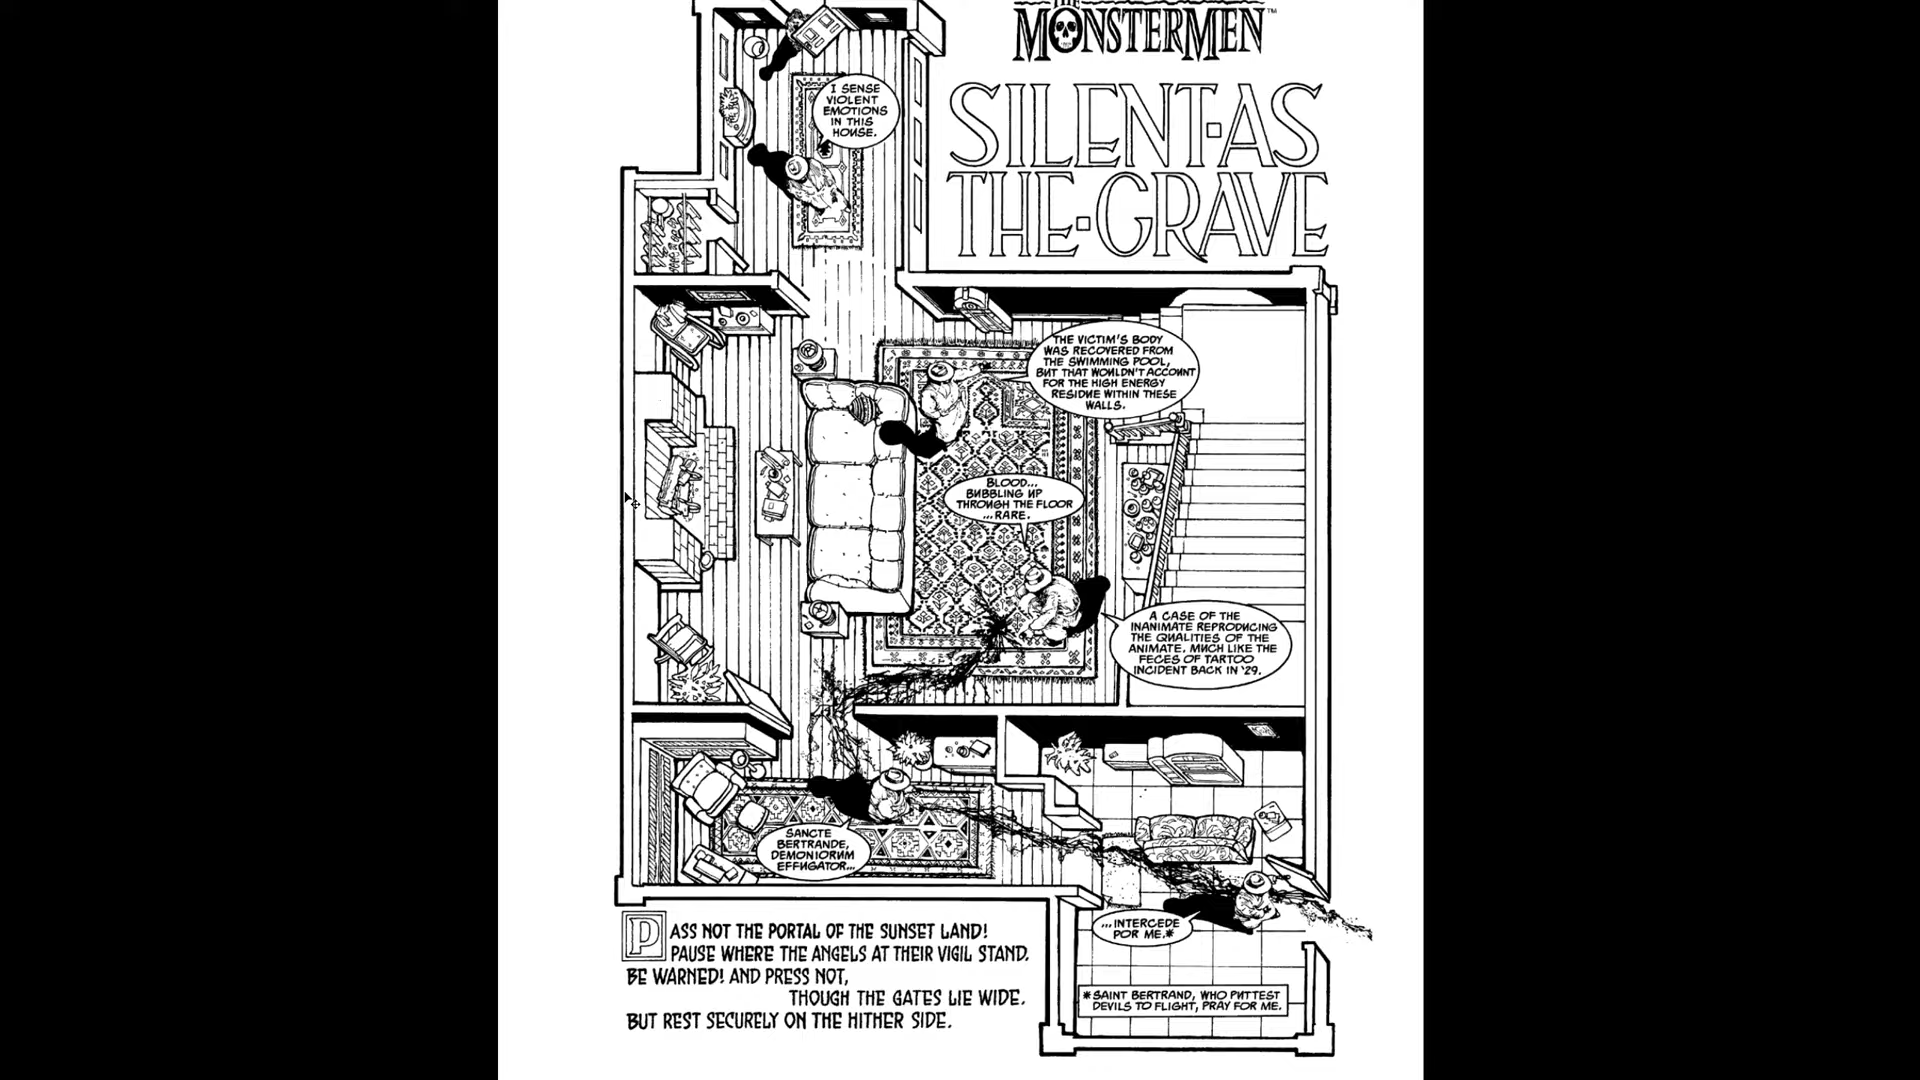 THE
MONSTERMEN™
SILENT·AS
THE·GRAVE
I SENSE
VIOLENT
EMOTIONS
IN THIS
HOUSE.
THE VICTIM'S BODY
WAS RECOVERED FROM
THE SWIMMING POOL,
BUT THAT WOULDN'T ACCOUNT
FOR THE HIGH ENERGY
RESIDUE WITHIN THESE
WALLS.
BLOOD...
BUBBLING UP
THROUGH THE FLOOR
...RARE.
A CASE OF THE
INANIMATE REPRODUCING
THE QUALITIES OF THE
ANIMATE. MUCH LIKE THE
FECES OF TARTOO
INCIDENT BACK IN '29.
SANCTE
BERTRANDE,
DEMONIORUM
EFFUGATOR...
...INTERCEDE
POR ME.*
*SAINT BERTRAND, WHO PUTTEST
DEVILS TO FLIGHT, PRAY FOR ME.
PASS NOT THE PORTAL OF THE SUNSET LAND!
PAUSE WHERE THE ANGELS AT THEIR VIGIL STAND.
BE WARNED! AND PRESS NOT,
THOUGH THE GATES LIE WIDE.
BUT REST SECURELY ON THE HITHER SIDE.